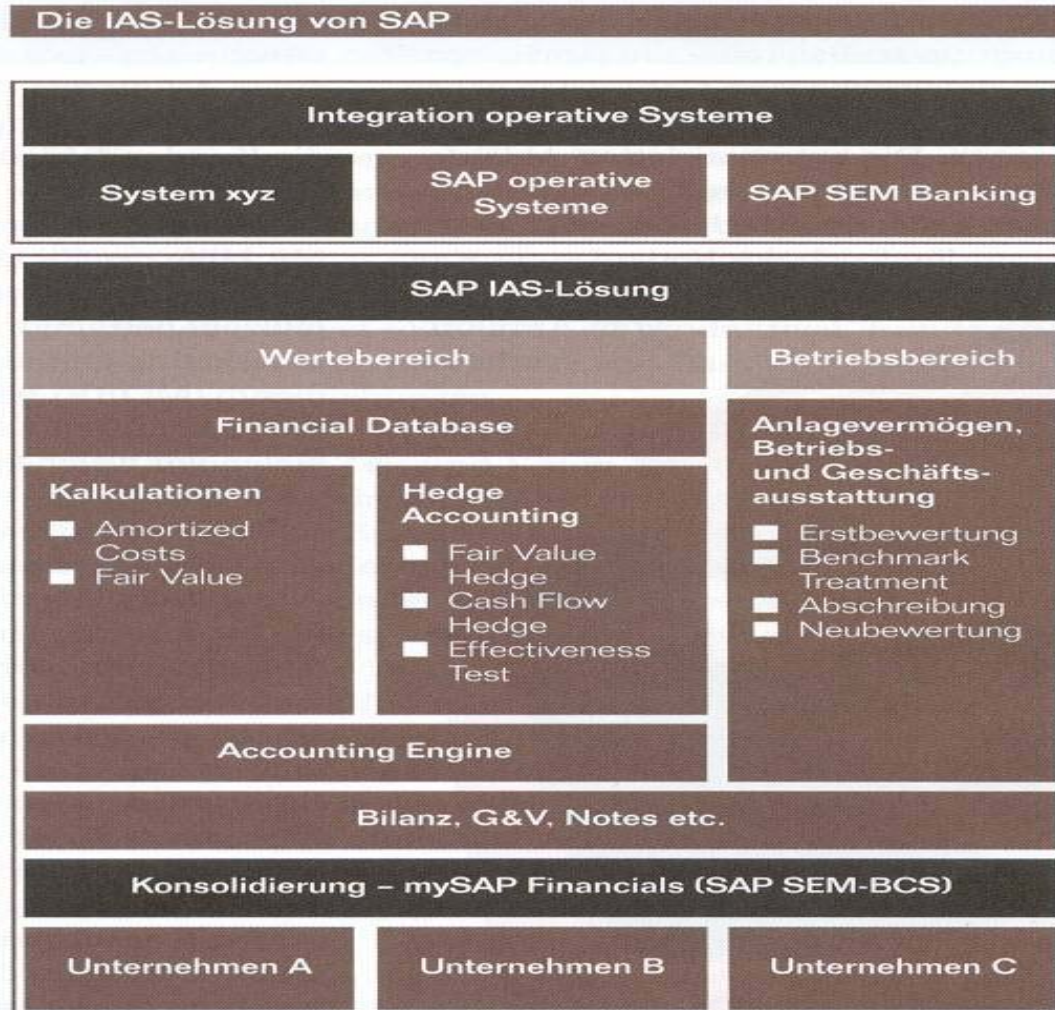 Die IAS-Lösung von SAP
Integration operative Systeme
System xyz
SAP operative
Systeme
SAP SEM Banking
SAP IAS-Lösung
Wertebereich
Betriebsbereich
Financial Database
Kalkulationen
Amortized
Costs
Fair Value
Hedge
Accounting
Fair Value
Hedge
Cash Flow
Hedge
Effectiveness
Test
Anlagevermögen,
Betriebs-
und Geschäfts-
ausstattung
Erstbewertung
Benchmark
Treatment
Abschreibung
Neubewertung
Accounting Engine
Bilanz, G&V, Notes etc.
Konsolidierung – mySAP Financials (SAP SEM-BCS)
Unternehmen A
Unternehmen B
Unternehmen C